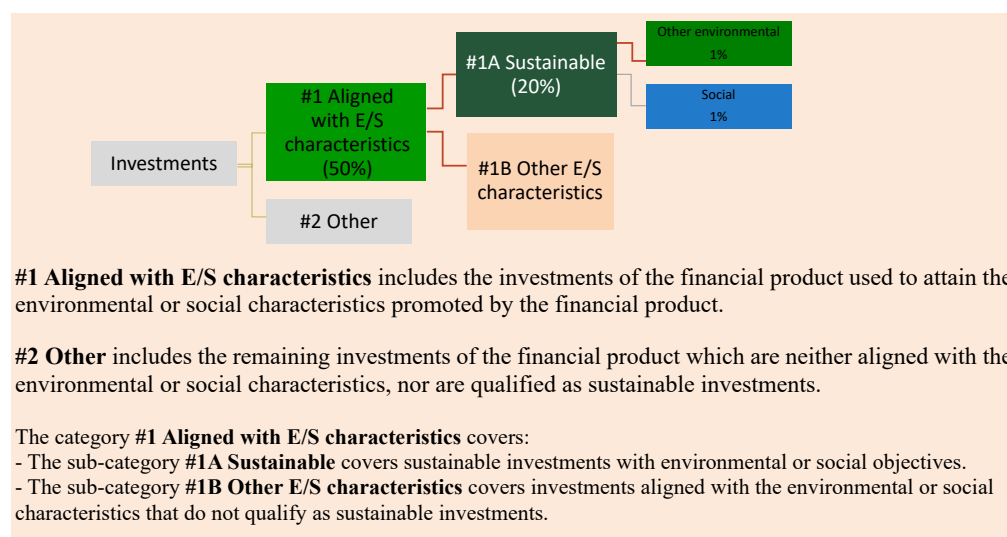 Other environmental
1%
#1A Sustainable
(20%)
Social
1%
#1 Aligned
with E/S
characteristics
(50%)
Investments
#1B Other E/S
characteristics
#2 Other
#1 Aligned with E/S characteristics includes the investments of the financial product used to attain the
environmental or social characteristics promoted by the financial product.
#2 Other includes the remaining investments of the financial product which are neither aligned with the
environmental or social characteristics, nor are qualified as sustainable investments.
The category #1 Aligned with E/S characteristics covers:
- The sub-category #1A Sustainable covers sustainable investments with environmental or social objectives.
- The sub-category #1B Other E/S characteristics covers investments aligned with the environmental or social
characteristics that do not qualify as sustainable investments.